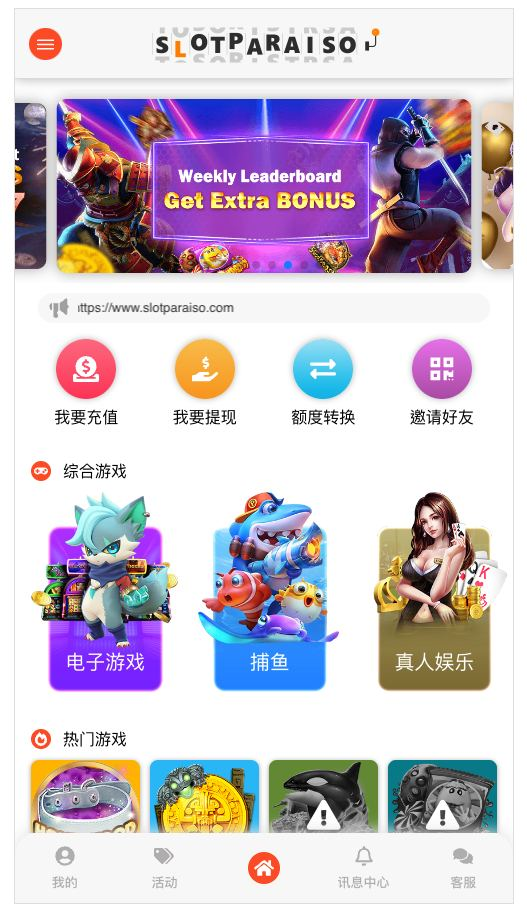 SLOTPARAISO
Weekly Leaderboard
Get Extra BONUS
ttps://www.slotparaiso.com
我要充值
我要提现
额度转换
邀请好友
综合游戏
电子游戏
捕鱼
真人娱乐
热门游戏
我的
活动
讯息中心
客服